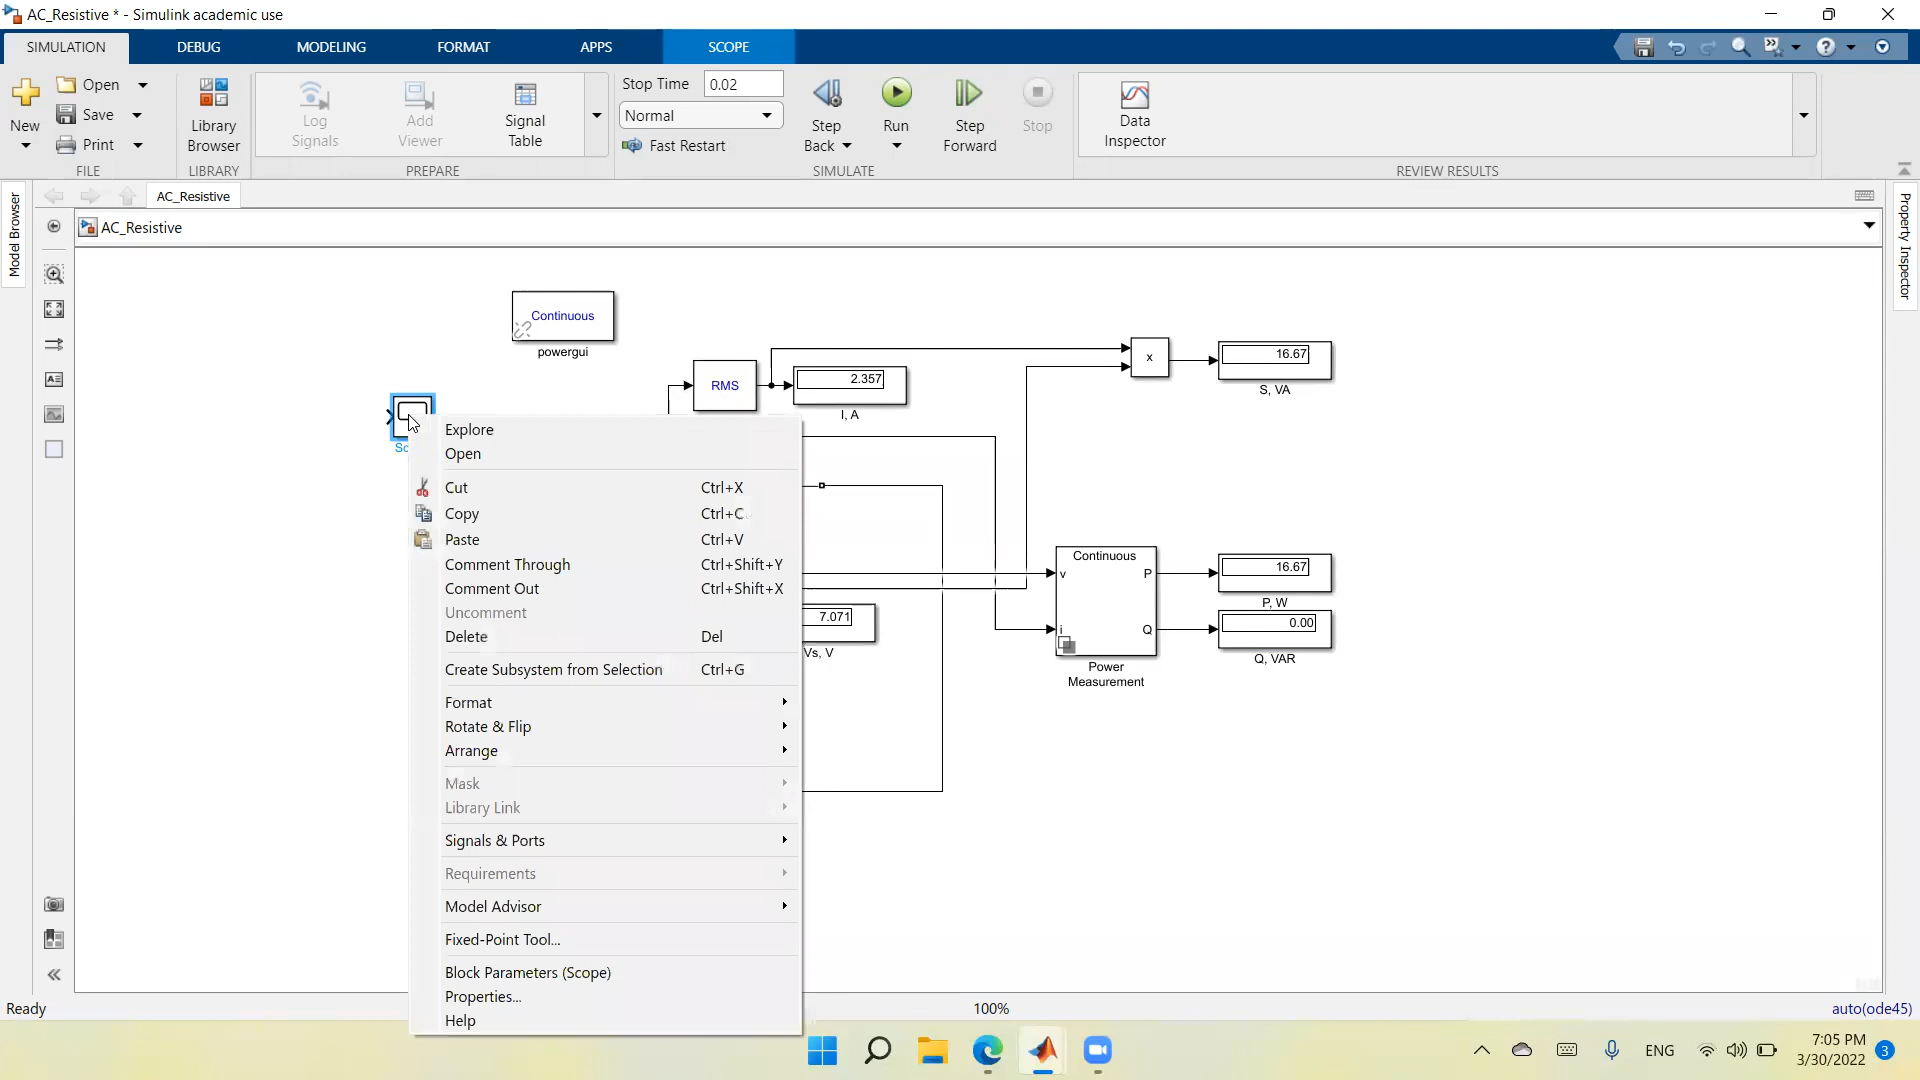 AC_Resistive * - Simulink academic use
SIMULATION
DEBUG
MODELING
FORMAT
APPS
SCOPE
New
Open
Save
Print
FILE
Library Browser
LIBRARY
Log Signals
Add Viewer
Signal Table
PREPARE
Stop Time 0.02
Normal
Fast Restart
Step Back
Run
Step Forward
Stop
SIMULATE
Data Inspector
REVIEW RESULTS
Model Browser
AC_Resistive
AC_Resistive
Property Inspector
Continuous
powergui
RMS
2.357
I, A
x
16.67
S, VA
7.071
Vs, V
Continuous
v
P
i
Q
Power
Measurement
16.67
P, W
0.00
Q, VAR
Explore
Open
Cut Ctrl+X
Copy Ctrl+C
Paste Ctrl+V
Comment Through Ctrl+Shift+Y
Comment Out Ctrl+Shift+X
Uncomment
Delete Del
Create Subsystem from Selection Ctrl+G
Format
Rotate & Flip
Arrange
Mask
Library Link
Signals & Ports
Requirements
Model Advisor
Fixed-Point Tool...
Block Parameters (Scope)
Properties...
Help
Ready
100%
auto(ode45)
ENG
7:05 PM
3/30/2022
3